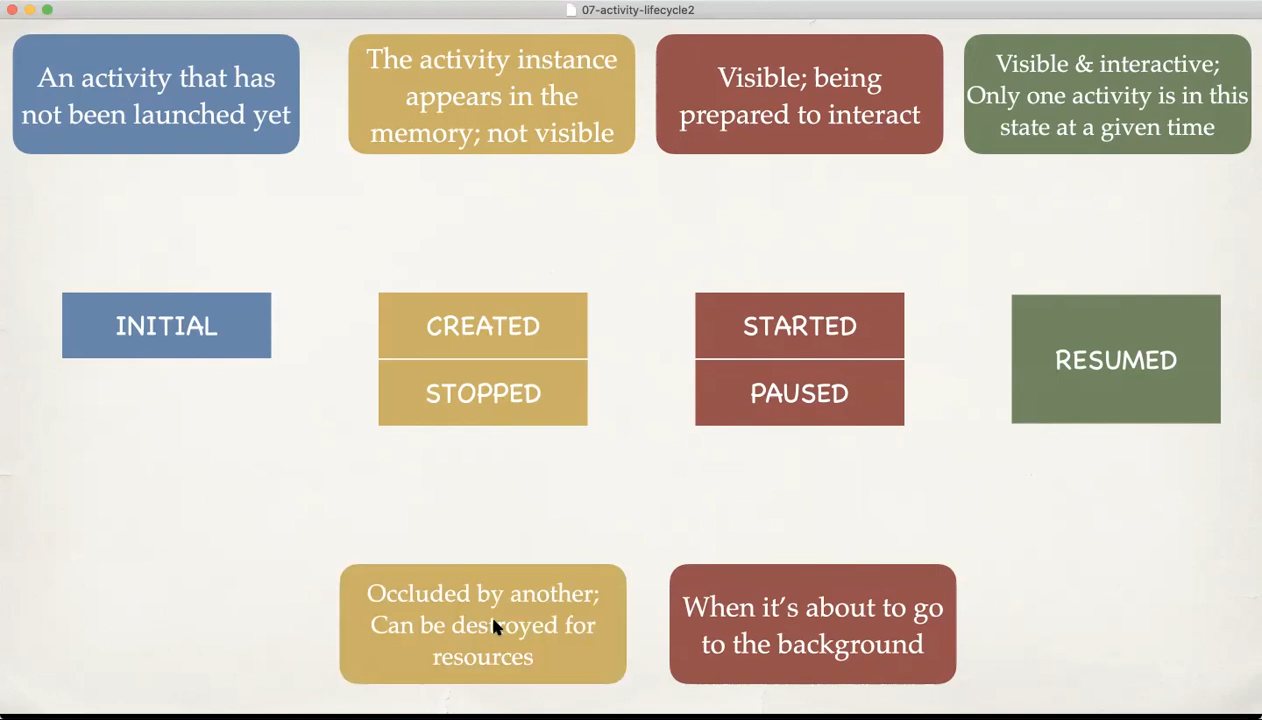 07-activity-lifecycle2
An activity that has
not been launched yet
The activity instance
appears in the
memory; not visible
Visible; being
prepared to interact
Visible & interactive;
Only one activity is in this
state at a given time
INITIAL
CREATED
STOPPED
STARTED
PAUSED
RESUMED
Occluded by another;
Can be destroyed for
resources
When it’s about to go
to the background